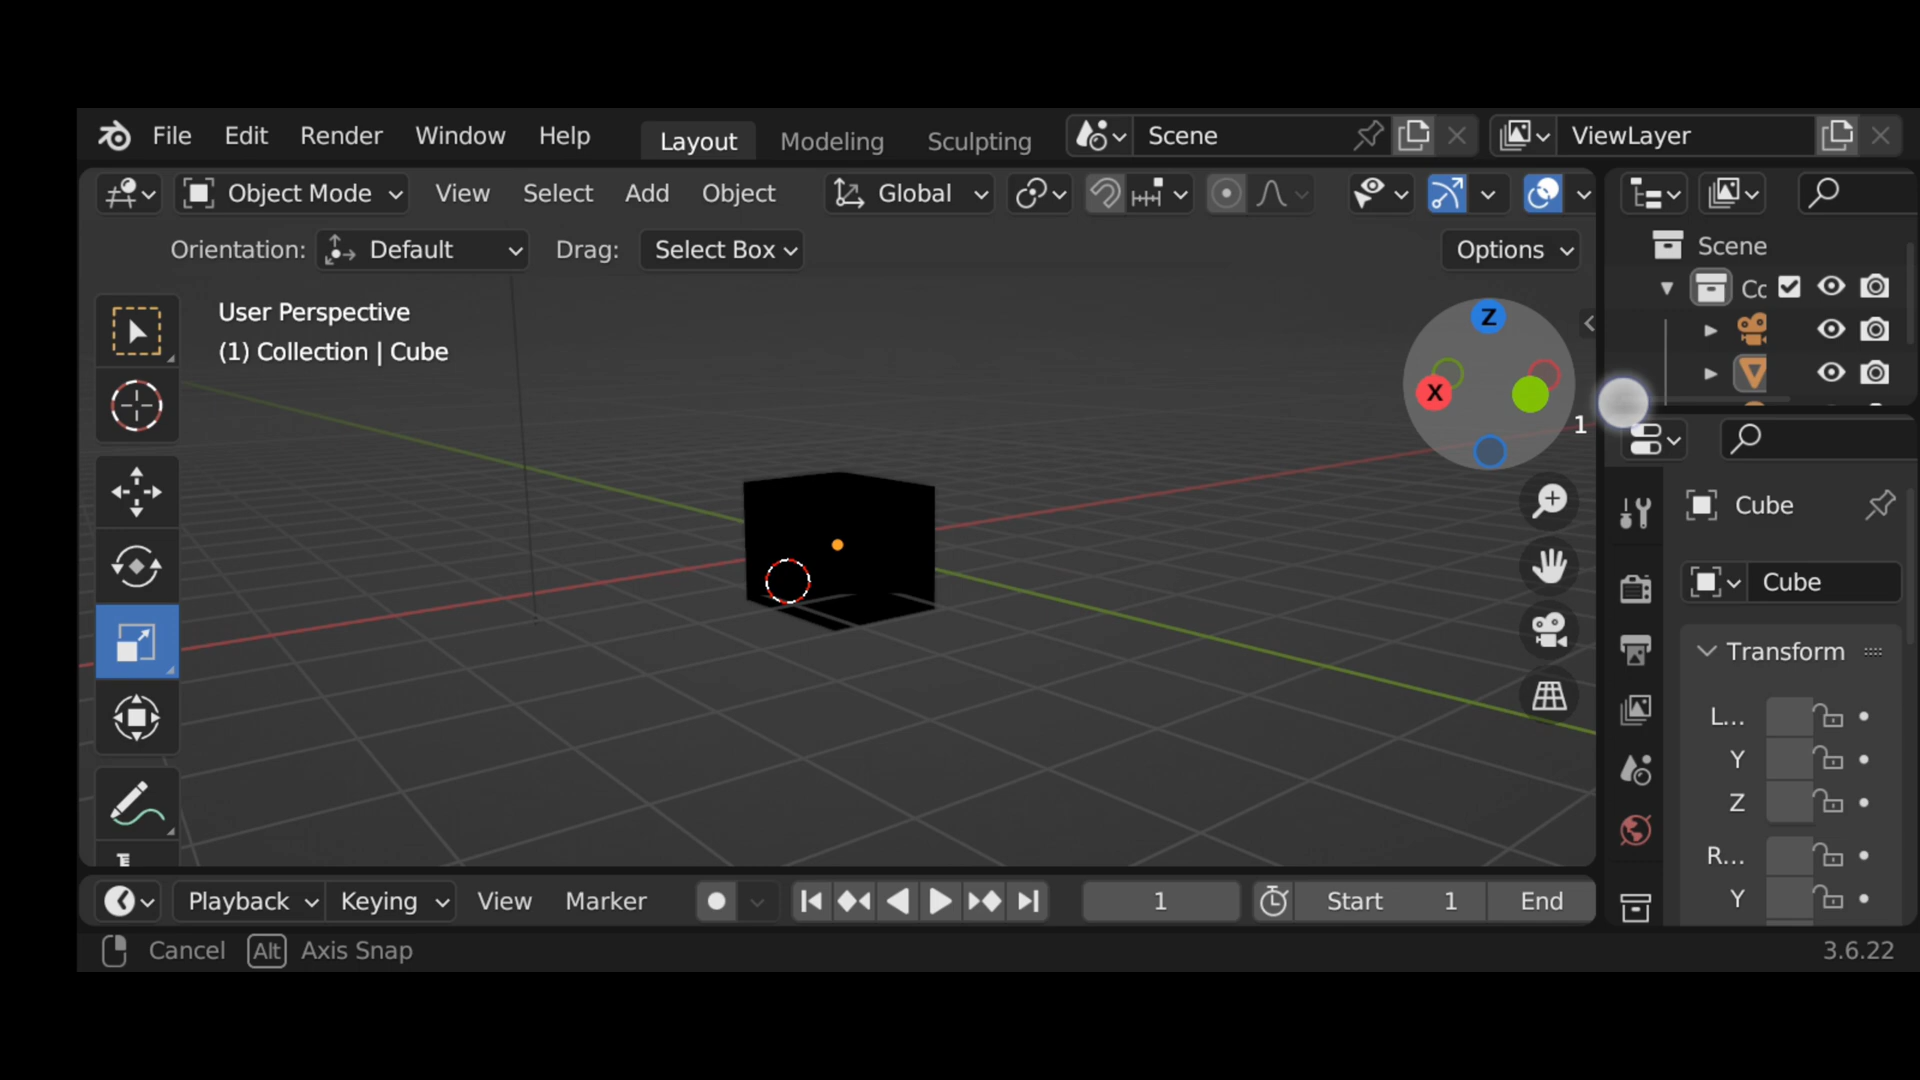 File Edit Render Window Help Layout Modeling Sculpting Scene ViewLayer
Object Mode View Select Add Object Global
Orientation: Default Drag: Select Box Options
User Perspective
(1) Collection | Cube
Z
X
1
Scene
Cc
Cube
Cube
Transform
L...
Y
Z
R...
Y
Playback Keying View Marker 1 Start 1 End
Cancel Alt Axis Snap 3.6.22